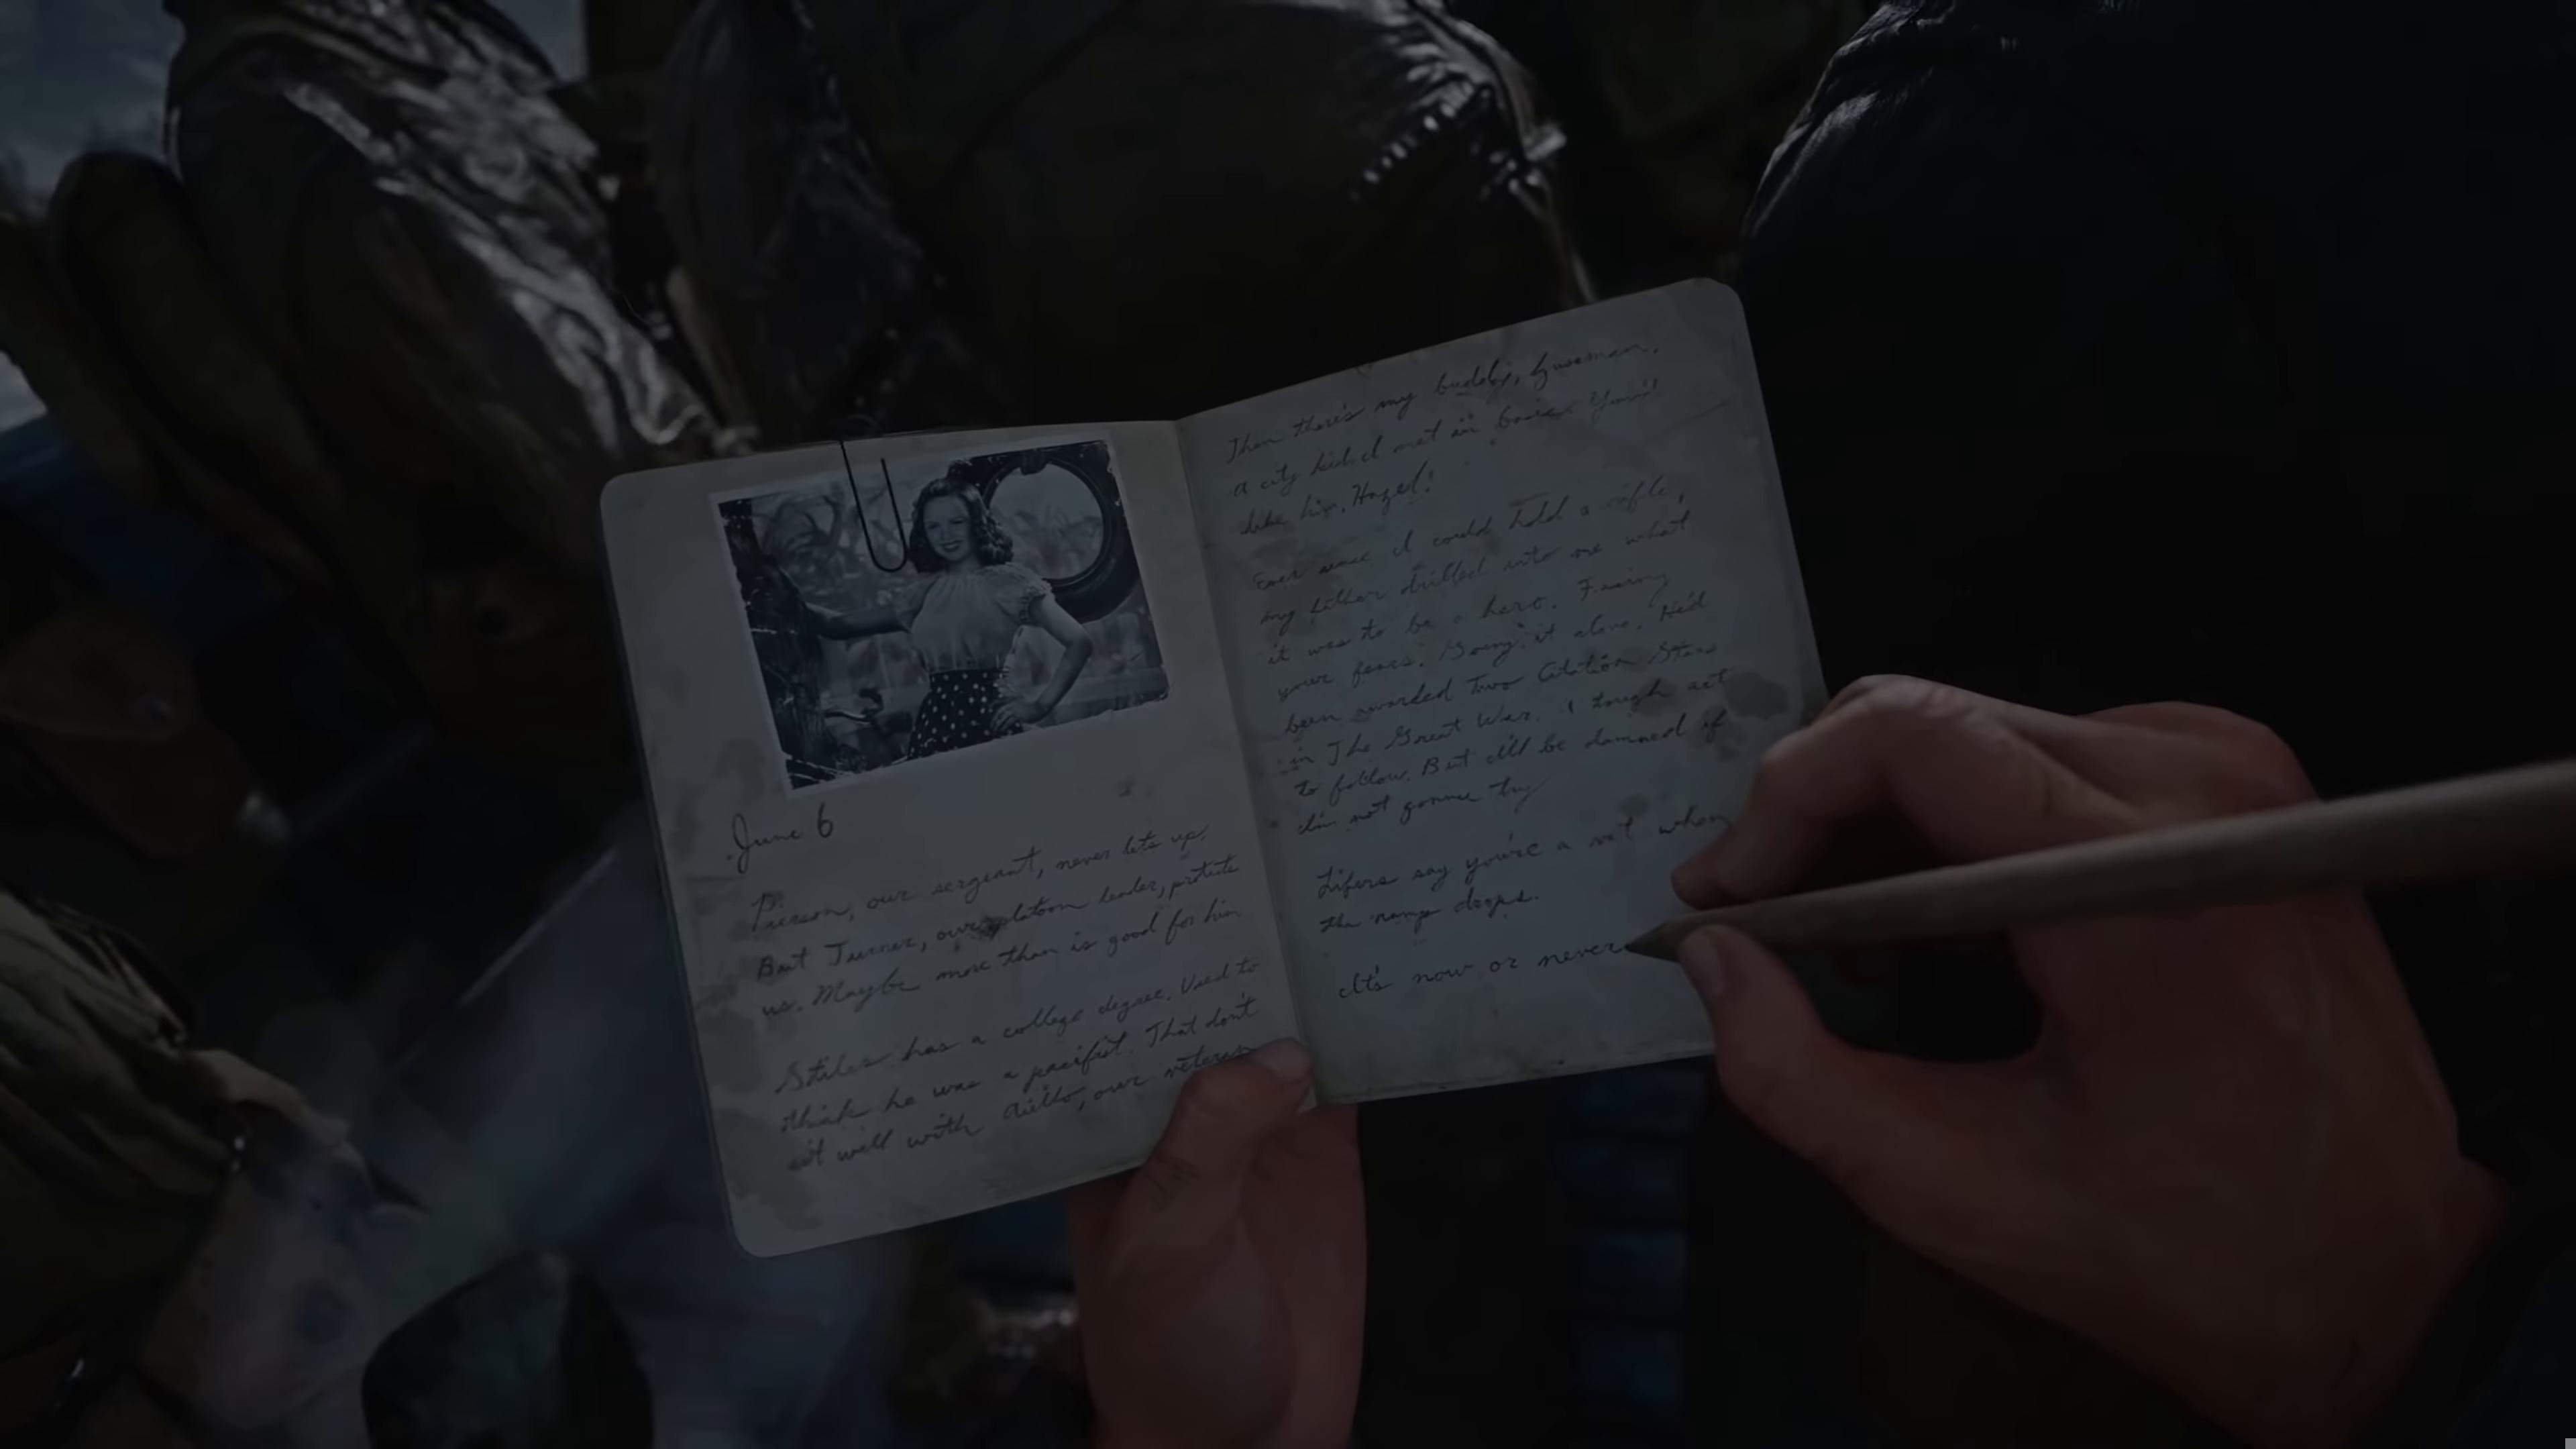 June 6
Pierson, our sergeant, never lets up.
But Turner, our platoon leader, protects
us. Maybe more than is good for him.
Stiles has a college degree. Used to
think he was a pacifist. That don't
sit well with Aiello, our veteran
Then there's my buddy, Zussman,
a city kid I met in basic. You'd
like him, Hazel!
Ever since I could hold a rifle,
my father drilled into me what
it was to be a hero. Facing
your fears. Going it alone. He'd
been awarded two Citation Stars
in The Great War. A tough act
to follow. But I'll be damned if
I'm not gonna try
Lifers say you're a vet when
the ramp drops.
It's now or never